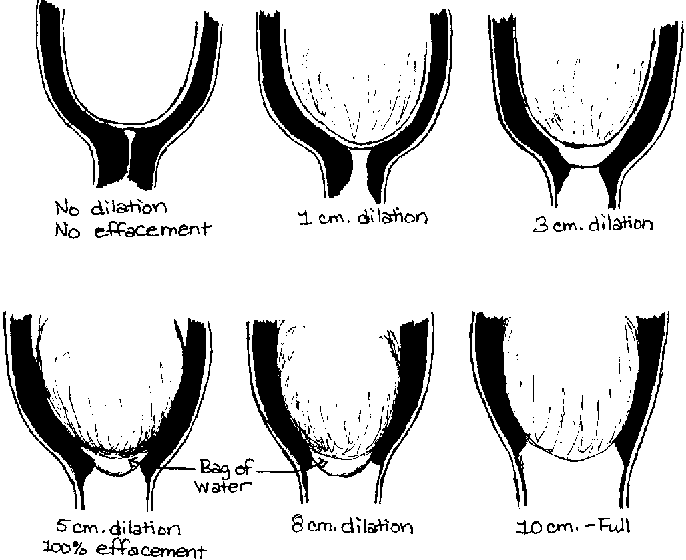 No dilation
No effacement
1 cm. dilation
3 cm. dilation
Bag of
water
5 cm. dilation
100% effacement
8 cm. dilation
10 cm. - Full